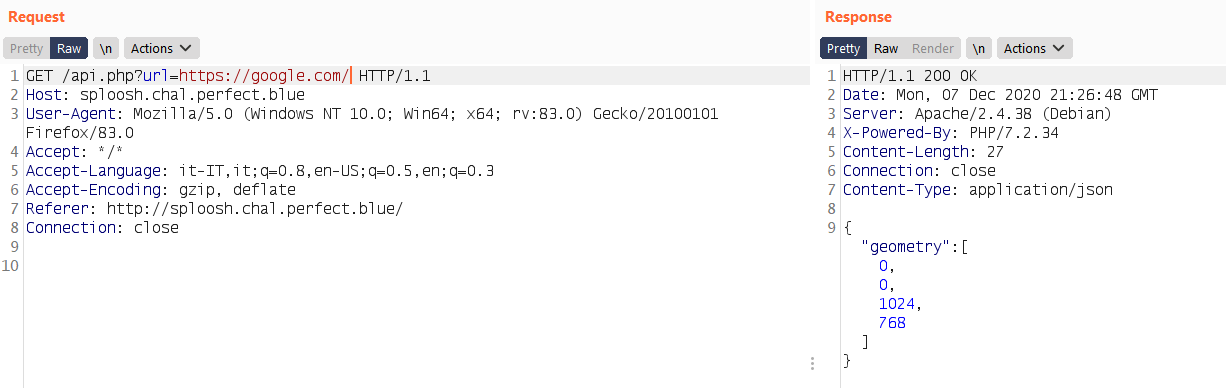 Request
Pretty Raw \n Actions
1 GET /api.php?url=https://google.com/ HTTP/1.1
2 Host: sploosh.chal.perfect.blue
3 User-Agent: Mozilla/5.0 (Windows NT 10.0; Win64; x64; rv:83.0) Gecko/20100101
Firefox/83.0
4 Accept: */*
5 Accept-Language: it-IT,it;q=0.8,en-US;q=0.5,en;q=0.3
6 Accept-Encoding: gzip, deflate
7 Referer: http://sploosh.chal.perfect.blue/
8 Connection: close
9
10
Response
Pretty Raw Render \n Actions
1 HTTP/1.1 200 OK
2 Date: Mon, 07 Dec 2020 21:26:48 GMT
3 Server: Apache/2.4.38 (Debian)
4 X-Powered-By: PHP/7.2.34
5 Content-Length: 27
6 Connection: close
7 Content-Type: application/json
8
9 {
"geometry":[
0,
0,
1024,
768
]
}